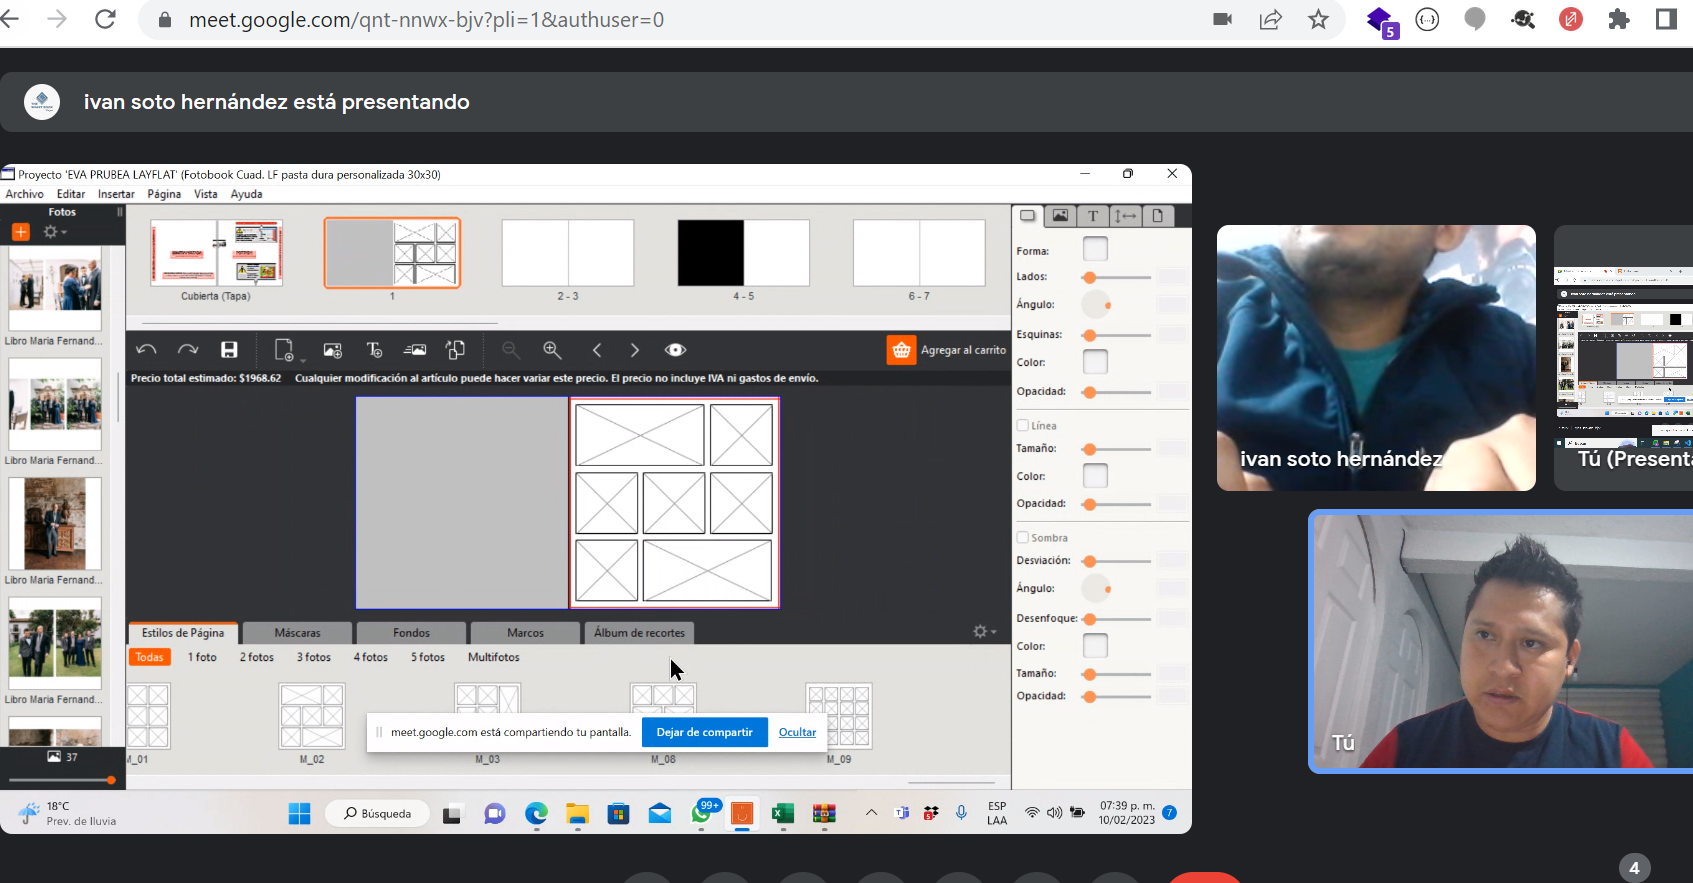 meet.google.com/qnt-nnwx-bjv?pli=1&authuser=0
5
ivan soto hernández está presentando
Proyecto 'EVA PRUBEA LAYFLAT' (Fotobook Cuad. LF pasta dura personalizada 30x30)
Archivo Editar Insertar Página Vista Ayuda
Fotos
Cubierta (Tapa)
1
2 - 3
4 - 5
6 - 7
Libro Maria Fernand...
Libro Maria Fernand...
Libro Maria Fernand...
Libro Maria Fernand...
37
Agregar al carrito
Precio total estimado: $1968.62 Cualquier modificación al artículo puede hacer variar este precio. El precio no incluye IVA ni gastos de envío.
Estilos de Página Máscaras Fondos Marcos Álbum de recortes
Todas 1 foto 2 fotos 3 fotos 4 fotos 5 fotos Multifotos
meet.google.com está compartiendo tu pantalla. Dejar de compartir Ocultar
M_01 M_02 M_03 M_08 M_09
Forma:
Lados:
Ángulo:
Esquinas:
Color:
Opacidad:
Línea
Tamaño:
Color:
Opacidad:
Sombra
Desviación:
Ángulo:
Desenfoque:
Color:
Tamaño:
Opacidad:
18°C
Prev. de lluvia
Búsqueda
99+
ESP
LAA
07:39 p. m.
10/02/2023
7
ivan soto hernández
Tú (Presenta
Tú
4